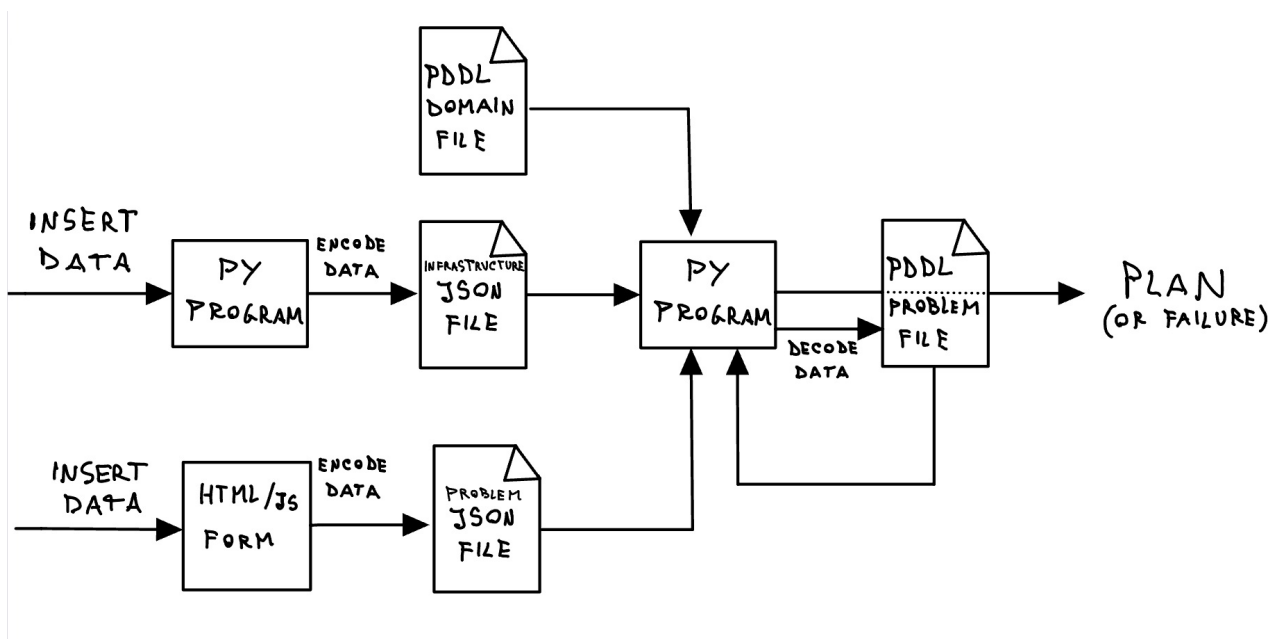 PDDL
DOMAIN
FILE
INSERT
DATA
PY
PROGRAM
ENCODE
DATA
INFRASTRUCTURE
JSON
FILE
PY
PROGRAM
DECODE
DATA
PDDL
PROBLEM
FILE
PLAN
(OR FAILURE)
INSERT
DATA
HTML/JS
FORM
ENCODE
DATA
PROBLEM
JSON
FILE